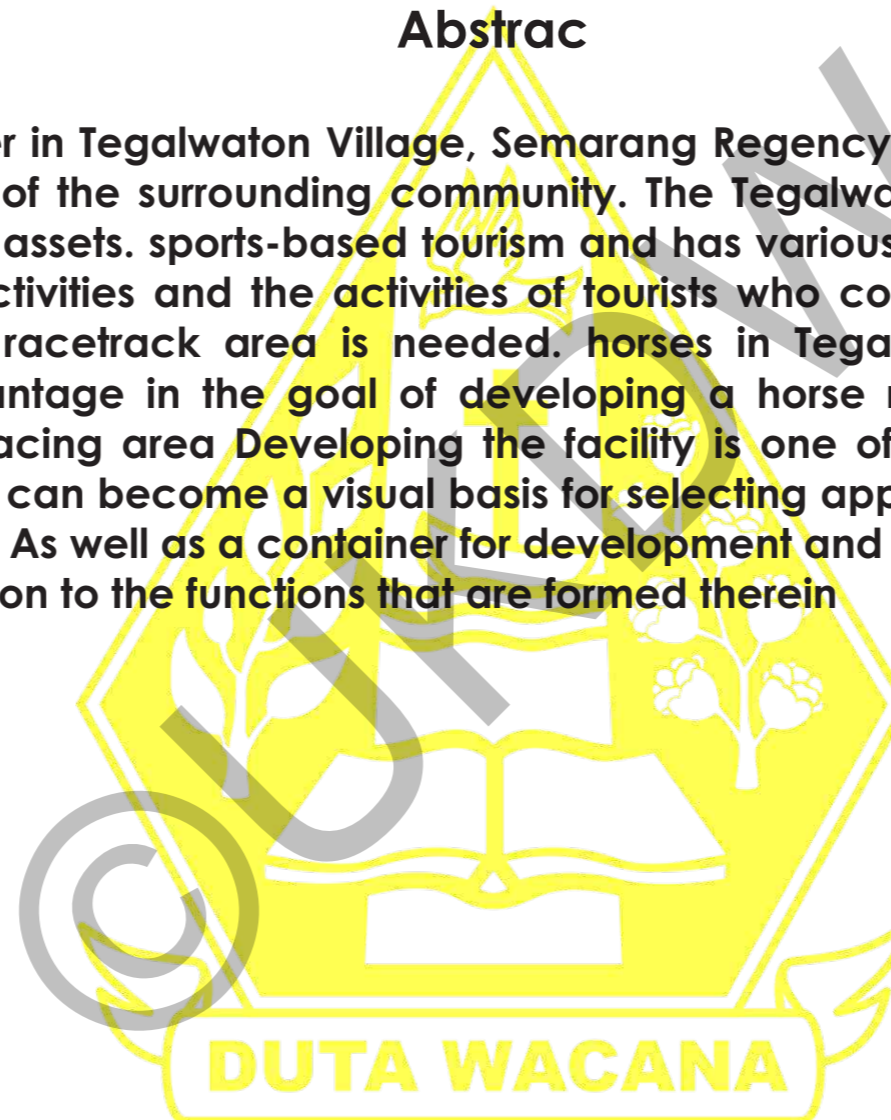 Abstrac
er in Tegalwaton Village, Semarang Regency
of the surrounding community. The Tegalwa
assets. sports-based tourism and has various
ctivities and the activities of tourists who co
racetrack area is needed. horses in Tega
antage in the goal of developing a horse r
acing area Developing the facility is one of
can become a visual basis for selecting app
As well as a container for development and
on to the functions that are formed therein
©UKDW
DUTA WACANA